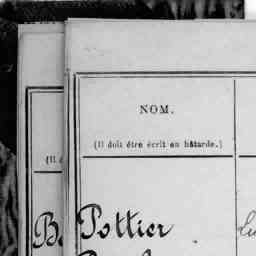 NOM.
(Il doit être écrit en bâtarde.)
Pottier